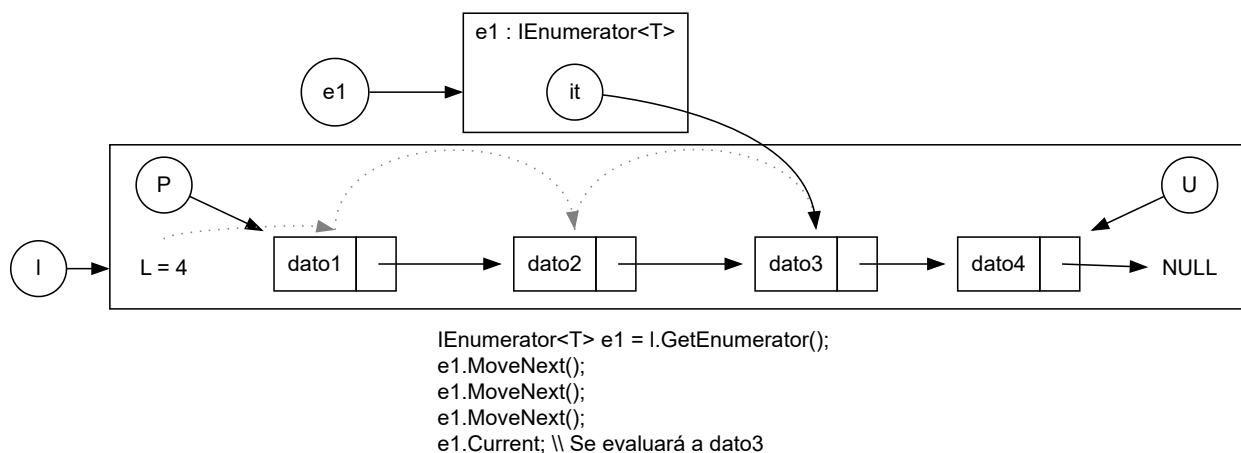 e1 : IEnumerator<T>
e1
it
P
U
l
L = 4
dato1
dato2
dato3
dato4
NULL
IEnumerator<T> e1 = l.GetEnumerator();
e1.MoveNext();
e1.MoveNext();
e1.MoveNext();
e1.Current; \\ Se evaluará a dato3